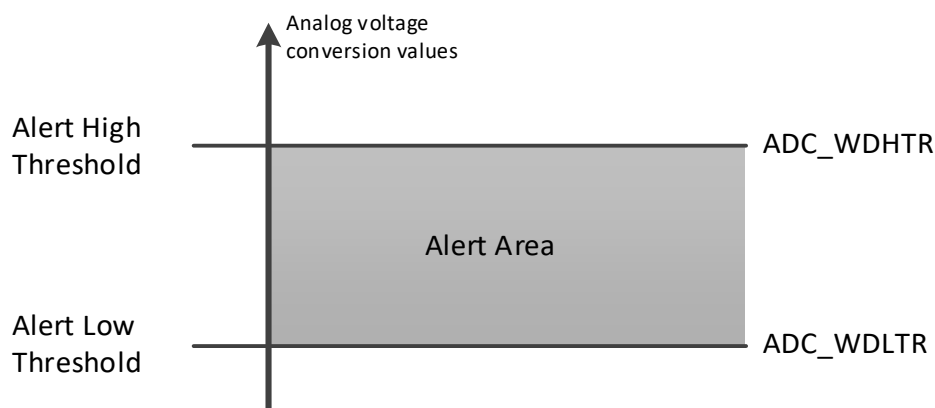 Analog voltage
conversion values
Alert High
Threshold
ADC_WDHTR
Alert Area
Alert Low
Threshold
ADC_WDLTR